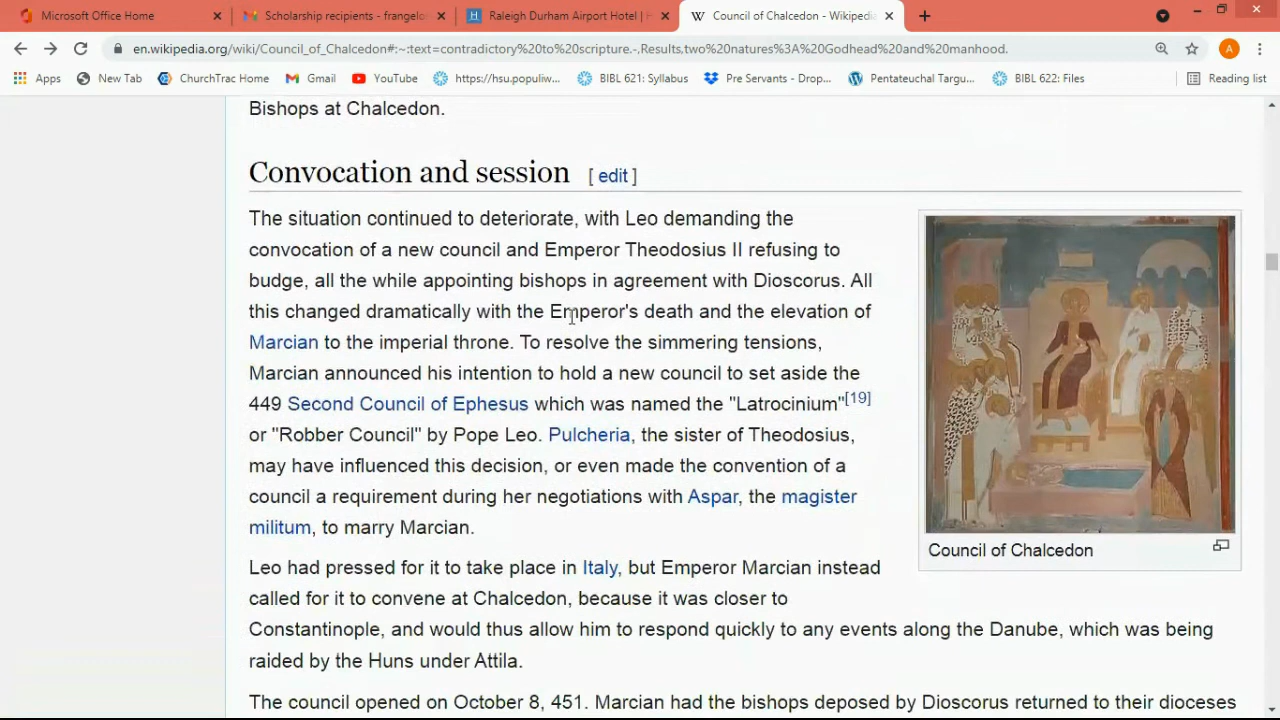 Microsoft Office Home
Scholarship recipients - frangelo
Raleigh Durham Airport Hotel | H
Council of Chalcedon - Wikipedia
en.wikipedia.org/wiki/Council_of_Chalcedon#:~:text=contradictory%20to%20scripture.-,Results,two%20natures%3A%20Godhead%20and%20manhood.
A
Apps
New Tab
ChurchTrac Home
Gmail
YouTube
https://hsu.populiw...
BIBL 621: Syllabus
Pre Servants - Drop...
Pentateuchal Targu...
BIBL 622: Files
Reading list
Bishops at Chalcedon.
Convocation and session [ edit ]
The situation continued to deteriorate, with Leo demanding the
convocation of a new council and Emperor Theodosius II refusing to
budge, all the while appointing bishops in agreement with Dioscorus. All
this changed dramatically with the Emperor's death and the elevation of
Marcian to the imperial throne. To resolve the simmering tensions,
Marcian announced his intention to hold a new council to set aside the
449 Second Council of Ephesus which was named the "Latrocinium"[19]
or "Robber Council" by Pope Leo. Pulcheria, the sister of Theodosius,
may have influenced this decision, or even made the convention of a
council a requirement during her negotiations with Aspar, the magister
militum, to marry Marcian.
Council of Chalcedon
Leo had pressed for it to take place in Italy, but Emperor Marcian instead
called for it to convene at Chalcedon, because it was closer to
Constantinople, and would thus allow him to respond quickly to any events along the Danube, which was being
raided by the Huns under Attila.
The council opened on October 8, 451. Marcian had the bishops deposed by Dioscorus returned to their dioceses